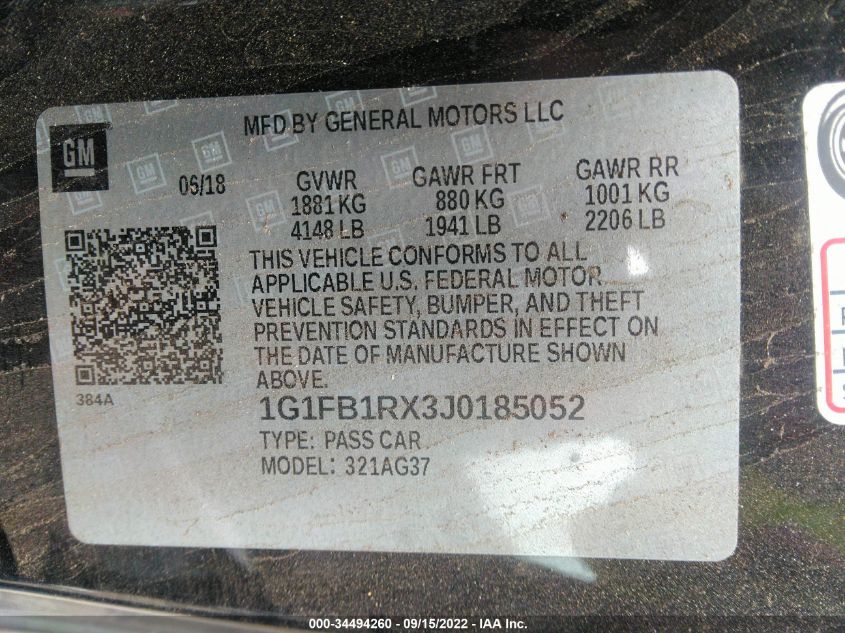 MFD BY GENERAL MOTORS LLC
GM
06/18
GVWR
1881 KG
4148 LB
GAWR FRT
880 KG
1941 LB
GAWR RR
1001 KG
2206 LB
THIS VEHICLE CONFORMS TO ALL
APPLICABLE U.S. FEDERAL MOTOR
VEHICLE SAFETY, BUMPER, AND THEFT
PREVENTION STANDARDS IN EFFECT ON
THE DATE OF MANUFACTURE SHOWN
ABOVE.
384A
1G1FB1RX3J0185052
TYPE: PASS CAR
MODEL: 321AG37
000-34494260 - 09/15/2022 - IAA Inc.